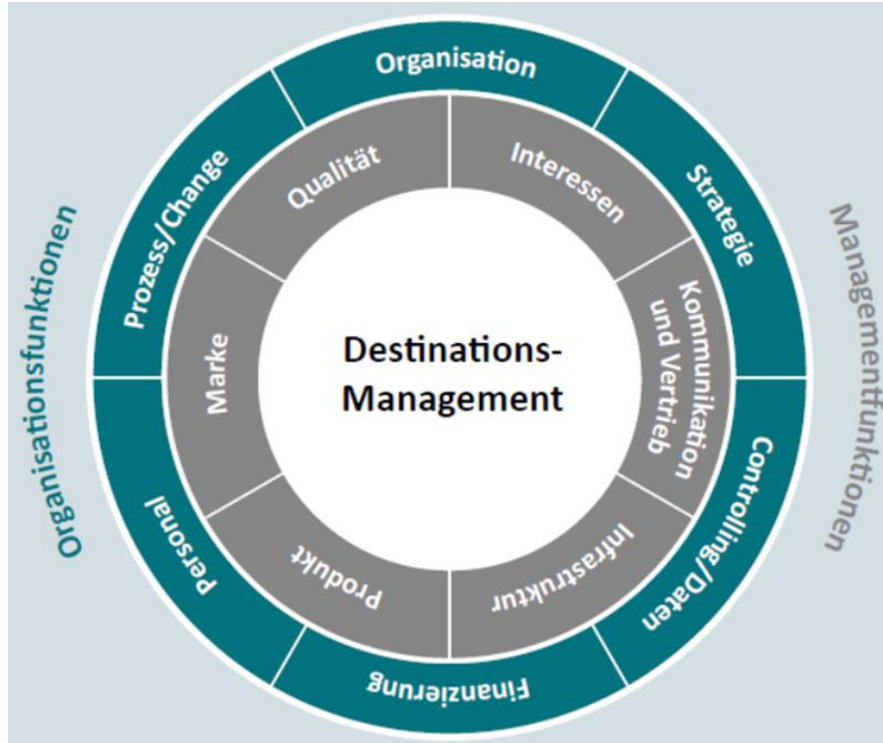 Organisation
Strategie
Controlling/Daten
Finanzierung
Personal
Prozess/Change
Qualität
Interessen
Kommunikation
und Vertrieb
Infrastruktur
Produkt
Marke
Destinations-
Management
Organisationsfunktionen
Managementfunktionen